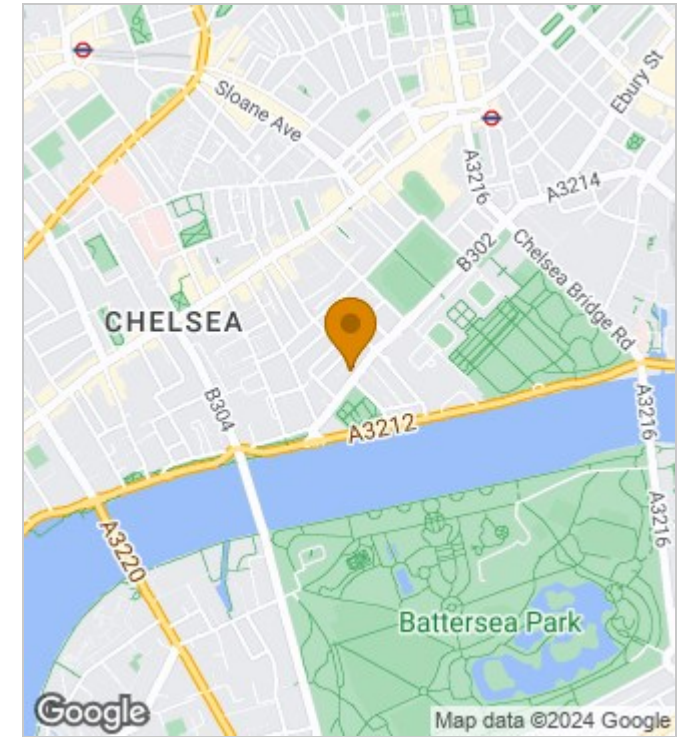 Sloane Ave
Ebury St
A3216
A3214
B302
Chelsea Bridge Rd
CHELSEA
B304
A3212
A3216
A3216
A3220
Battersea Park
Google
Map data ©2024 Google